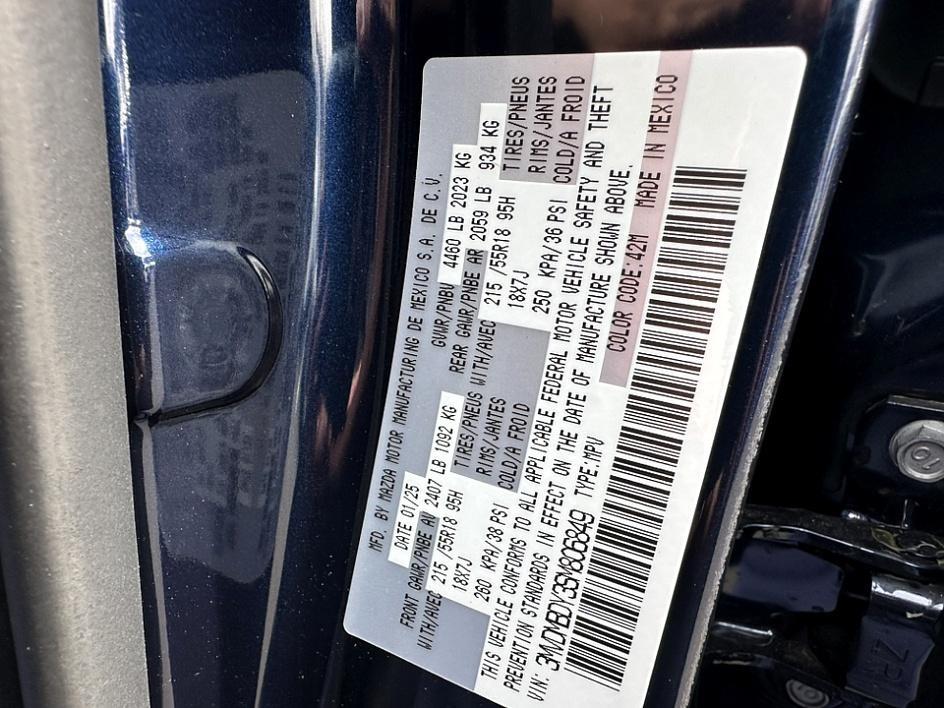 MFD. BY MAZDA MOTOR MANUFACTURING DE MEXICO S.A. DE C.V.
DATE 01/25 GVWR/PNBV 4460 LB 2023 KG
FRONT GAWR/PNBE AV 2407 LB 1092 KG REAR GAWR/PNBE AR 2059 LB 934 KG
WITH/AVEC 215 /55R18 95H TIRES/PNEUS WITH/AVEC 215 /55R18 95H TIRES/PNEUS
18X7J RIMS/JANTES 18X7J RIMS/JANTES
260 KPA/38 PSI COLD/A FROID 250 KPA/36 PSI COLD/A FROID
THIS VEHICLE CONFORMS TO ALL APPLICABLE FEDERAL MOTOR VEHICLE SAFETY AND THEFT
PREVENTION STANDARDS IN EFFECT ON THE DATE OF MANUFACTURE SHOWN ABOVE.
VIN: TYPE:MPV COLOR CODE:42M MADE IN MEXICO
10